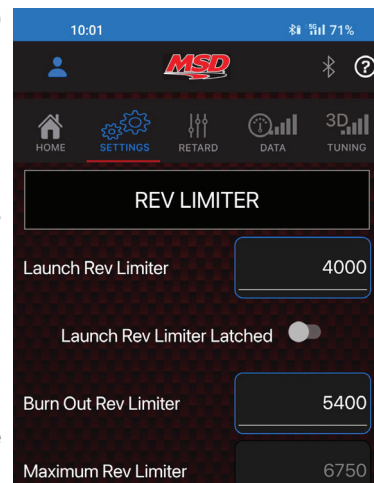 10:01 5G 71%
MSD
HOME SETTINGS RETARD DATA 3D TUNING
REV LIMITER
Launch Rev Limiter 4000
Launch Rev Limiter Latched
Burn Out Rev Limiter 5400
Maximum Rev Limiter 6750